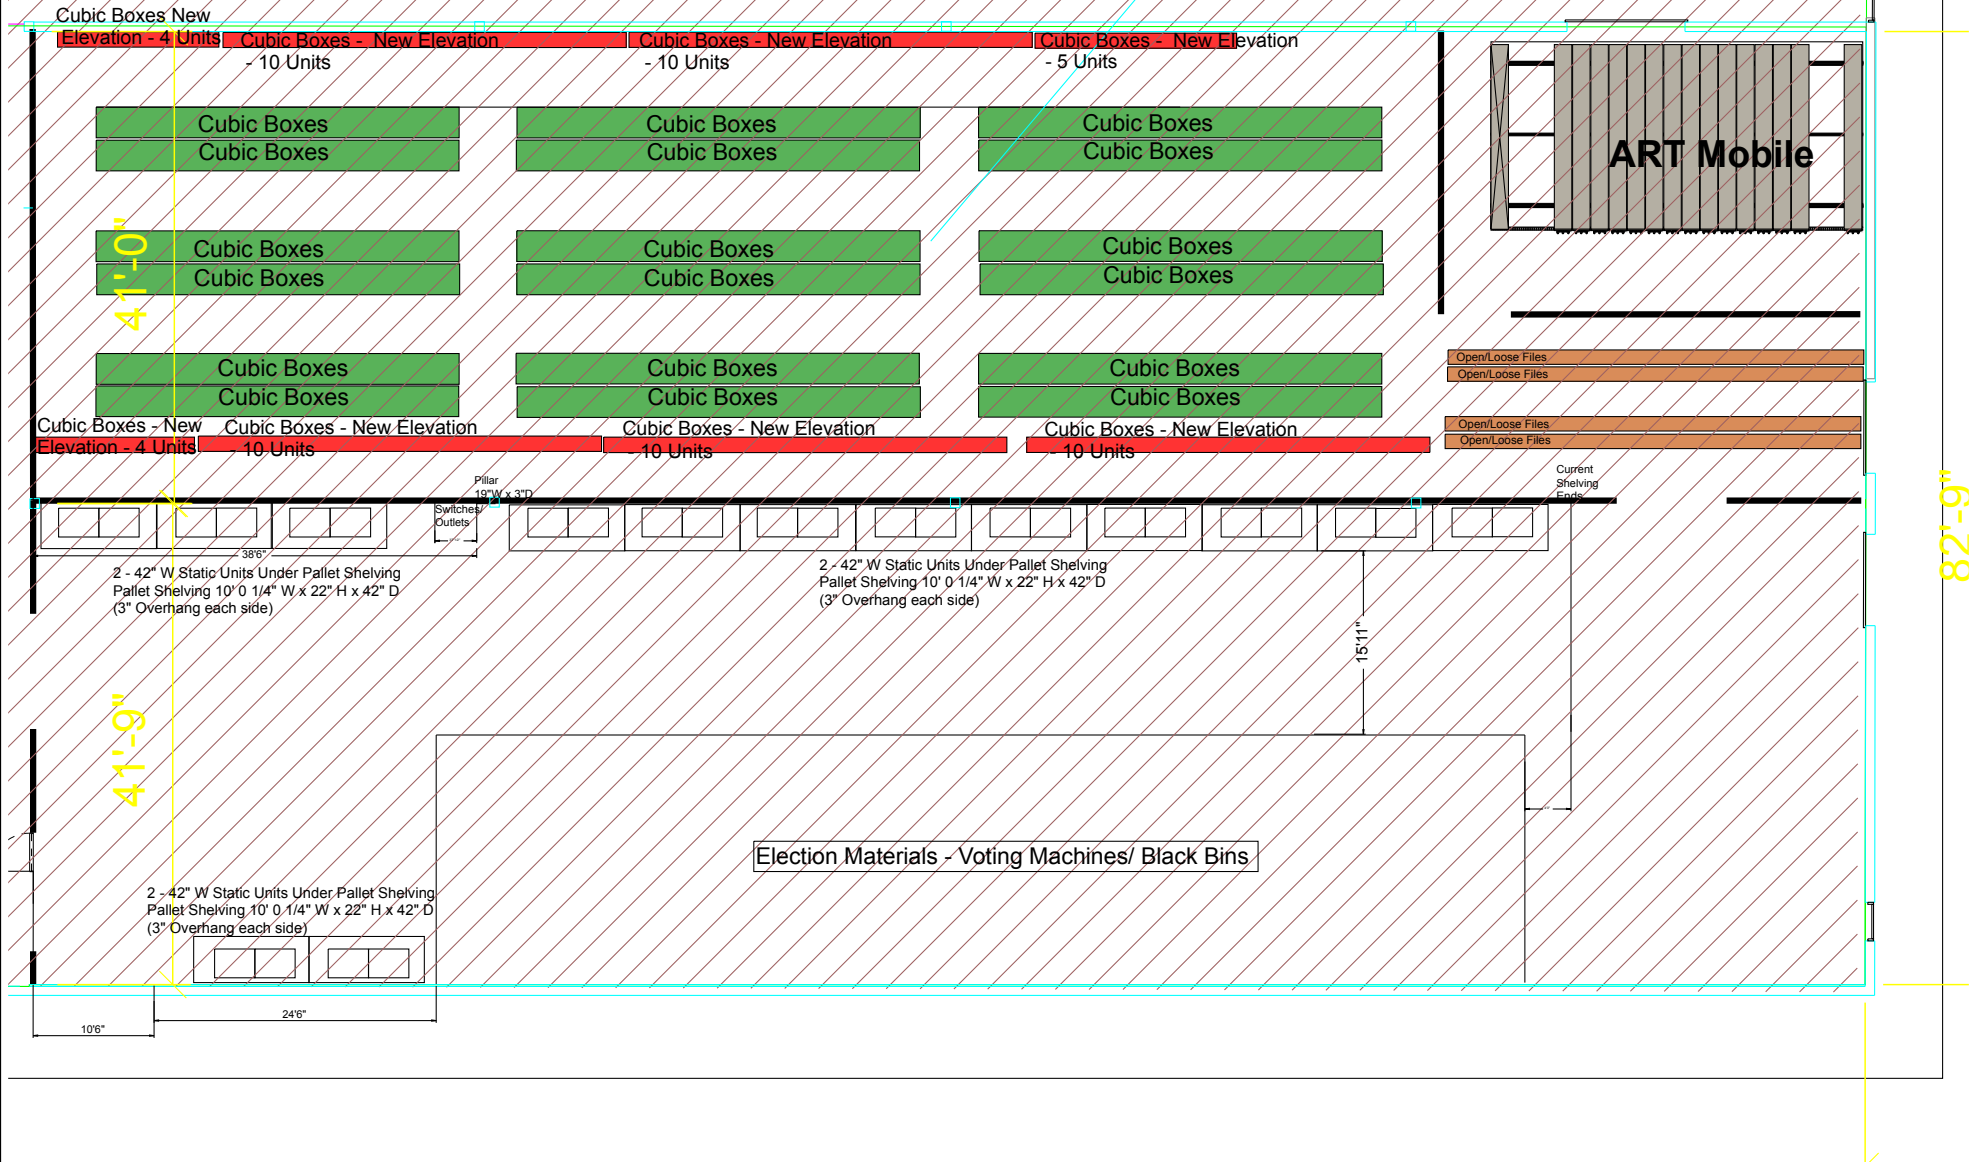 Cubic Boxes New
Elevation - 4 Units
Cubic Boxes - New Elevation
- 10 Units
Cubic Boxes - New Elevation
- 10 Units
Cubic Boxes - New Elevation
- 5 Units
Cubic Boxes
Cubic Boxes
Cubic Boxes
Cubic Boxes
Cubic Boxes
Cubic Boxes
ART Mobile
Cubic Boxes
Cubic Boxes
Cubic Boxes
Cubic Boxes
Cubic Boxes
Cubic Boxes
41'-0"
Cubic Boxes
Cubic Boxes
Cubic Boxes
Cubic Boxes
Cubic Boxes
Cubic Boxes
Open/Loose Files
Open/Loose Files
Open/Loose Files
Open/Loose Files
Cubic Boxes - New
Elevation - 4 Units
Cubic Boxes - New Elevation
- 10 Units
Cubic Boxes - New Elevation
- 10 Units
Cubic Boxes - New Elevation
- 10 Units
Pillar
19"W x 3"D
Switches/
Outlets
Current
Shelving
Ends
82'-9"
38'6"
2 - 42" W Static Units Under Pallet Shelving
Pallet Shelving 10' 0 1/4" W x 22" H x 42" D
(3" Overhang each side)
2 - 42" W Static Units Under Pallet Shelving
Pallet Shelving 10' 0 1/4" W x 22" H x 42" D
(3" Overhang each side)
15'11"
41'-9"
Election Materials - Voting Machines/ Black Bins
2 - 42" W Static Units Under Pallet Shelving
Pallet Shelving 10' 0 1/4" W x 22" H x 42" D
(3" Overhang each side)
24'6"
10'6"